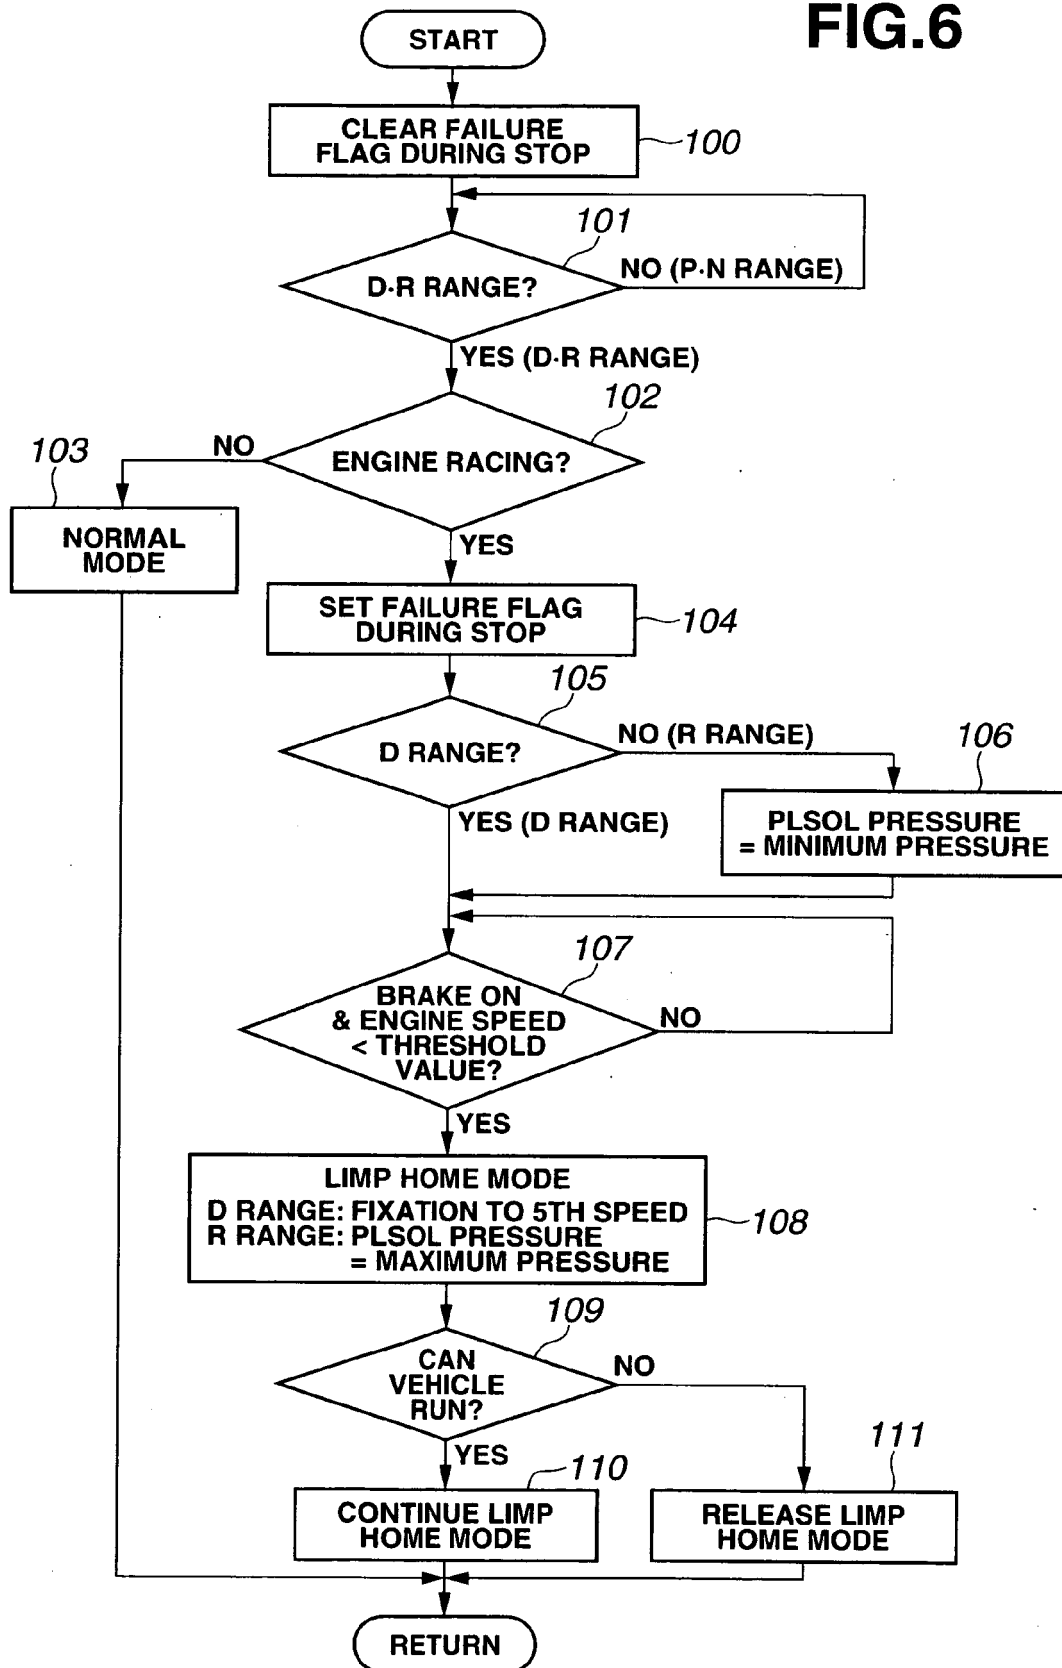 FIG.6
START
CLEAR FAILURE
FLAG DURING STOP
100
101
D·R RANGE?
NO (P·N RANGE)
YES (D·R RANGE)
102
ENGINE RACING?
NO
103
NORMAL
MODE
YES
SET FAILURE FLAG
DURING STOP
104
105
D RANGE?
NO (R RANGE)
106
PLSOL PRESSURE
= MINIMUM PRESSURE
YES (D RANGE)
107
BRAKE ON
& ENGINE SPEED
< THRESHOLD
VALUE?
NO
YES
LIMP HOME MODE
D RANGE: FIXATION TO 5TH SPEED
R RANGE: PLSOL PRESSURE
= MAXIMUM PRESSURE
108
109
CAN
VEHICLE
RUN?
NO
YES
110
CONTINUE LIMP
HOME MODE
111
RELEASE LIMP
HOME MODE
RETURN